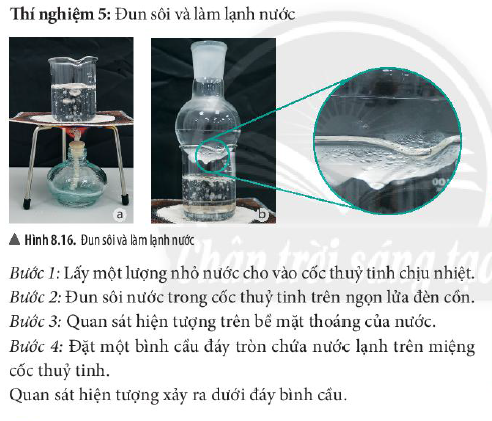 Thí nghiệm 5: Đun sôi và làm lạnh nước
a
b
▲ Hình 8.16. Đun sôi và làm lạnh nước
Chân trời sáng tạo
Bước 1: Lấy một lượng nhỏ nước cho vào cốc thuỷ tinh chịu nhiệt.
Bước 2: Đun sôi nước trong cốc thuỷ tinh trên ngọn lửa đèn cồn.
Bước 3: Quan sát hiện tượng trên bề mặt thoáng của nước.
Bước 4: Đặt một bình cầu đáy tròn chứa nước lạnh trên miệng
cốc thuỷ tinh.
Quan sát hiện tượng xảy ra dưới đáy bình cầu.